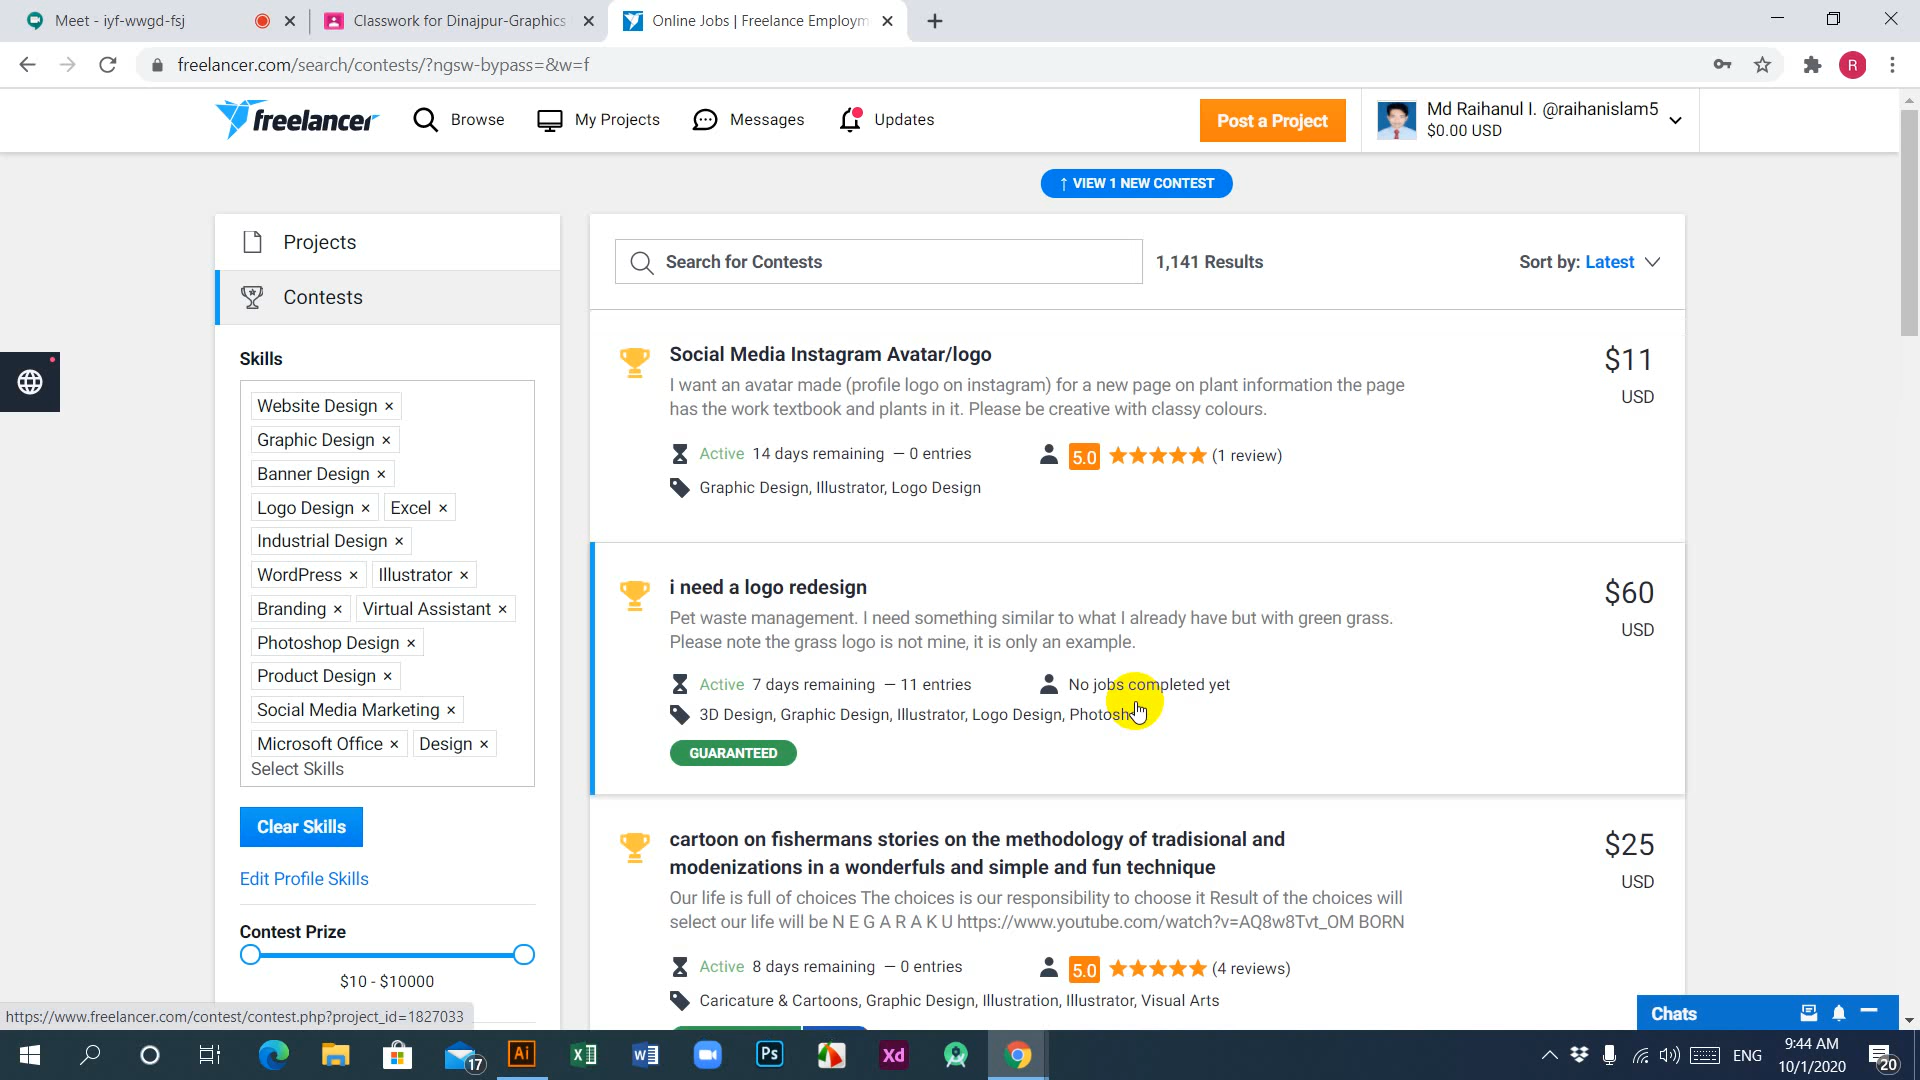 Meet - iyf-wwgd-fsj
Classwork for Dinajpur-Graphics
Online Jobs | Freelance Employm
freelancer.com/search/contests/?ngsw-bypass=&w=f
R
freelancer
Browse
My Projects
Messages
Updates
Post a Project
Md Raihanul I. @raihanislam5
$0.00 USD
↑ VIEW 1 NEW CONTEST
Projects
Contests
Skills
Website Design ×
Graphic Design ×
Banner Design ×
Logo Design × Excel ×
Industrial Design ×
WordPress × Illustrator ×
Branding × Virtual Assistant ×
Photoshop Design ×
Product Design ×
Social Media Marketing ×
Microsoft Office × Design ×
Select Skills
Clear Skills
Edit Profile Skills
Contest Prize
$10 - $10000
Search for Contests
1,141 Results
Sort by: Latest
Social Media Instagram Avatar/logo
$11
USD
I want an avatar made (profile logo on instagram) for a new page on plant information the page
has the work textbook and plants in it. Please be creative with classy colours.
Active 14 days remaining — 0 entries
5.0 (1 review)
Graphic Design, Illustrator, Logo Design
i need a logo redesign
$60
USD
Pet waste management. I need something similar to what I already have but with green grass.
Please note the grass logo is not mine, it is only an example.
Active 7 days remaining — 11 entries
No jobs completed yet
3D Design, Graphic Design, Illustrator, Logo Design, Photosh
GUARANTEED
cartoon on fishermans stories on the methodology of tradisional and
modenizations in a wonderfuls and simple and fun technique
$25
USD
Our life is full of choices The choices is our responsibility to choose it Result of the choices will
select our life will be N E G A R A K U https://www.youtube.com/watch?v=AQ8w8Tvt_OM BORN
Active 8 days remaining — 0 entries
5.0 (4 reviews)
Caricature & Cartoons, Graphic Design, Illustration, Illustrator, Visual Arts
Chats
https://www.freelancer.com/contest/contest.php?project_id=1827033
17
Ai
Ps
Xd
ENG
9:44 AM
10/1/2020
20